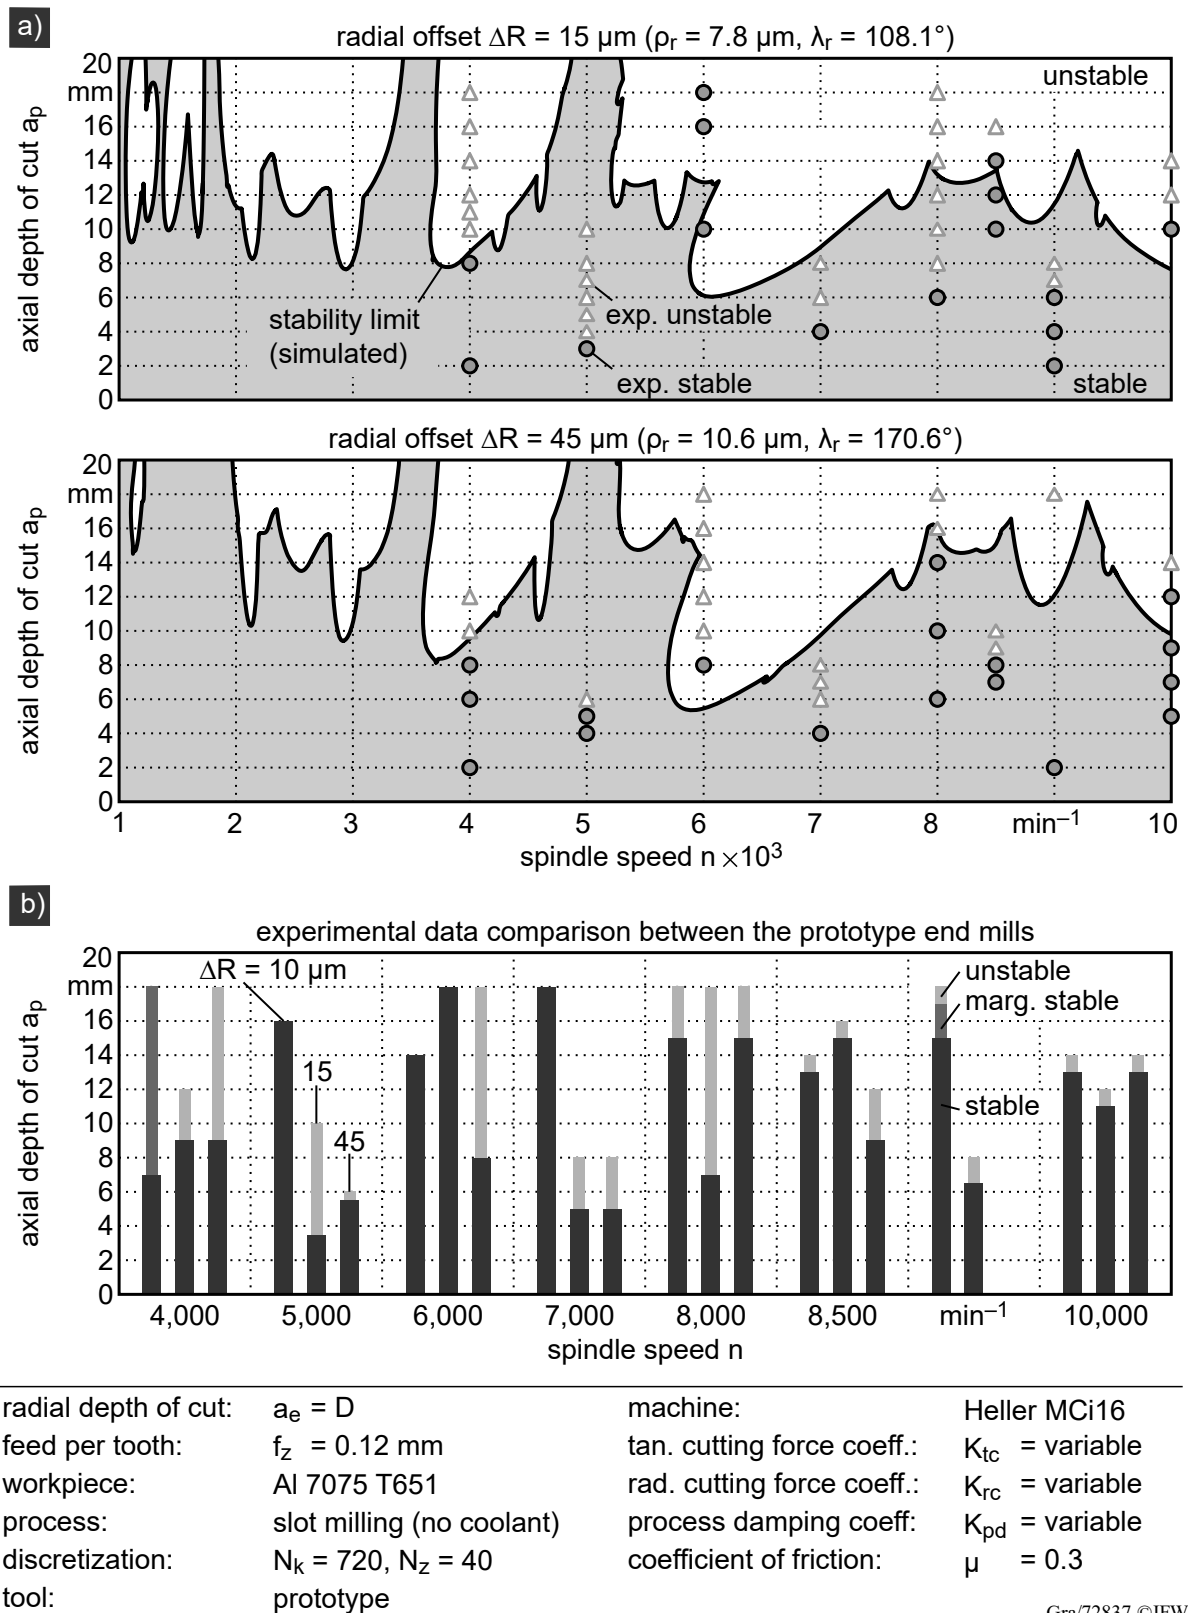 a)
radial offset ΔR = 15 µm (ρr = 7.8 µm, λr = 108.1°)
20
mm
16
14
12
10
8
6
4
2
0
axial depth of cut ap
unstable
stability limit
(simulated)
exp. unstable
exp. stable
stable
radial offset ΔR = 45 µm (ρr = 10.6 µm, λr = 170.6°)
20
mm
16
14
12
10
8
6
4
2
0
axial depth of cut ap
1 2 3 4 5 6 7 8 min⁻¹ 10
spindle speed n ×10³
b)
experimental data comparison between the prototype end mills
20
mm
16
14
12
10
8
6
4
2
0
axial depth of cut ap
ΔR = 10 µm
15
45
unstable
marg. stable
stable
4,000 5,000 6,000 7,000 8,000 8,500 min⁻¹ 10,000
spindle speed n
radial depth of cut: ae = D machine: Heller MCi16
feed per tooth: fz = 0.12 mm tan. cutting force coeff.: Ktc = variable
workpiece: Al 7075 T651 rad. cutting force coeff.: Krc = variable
process: slot milling (no coolant) process damping coeff: Kpd = variable
discretization: Nk = 720, Nz = 40 coefficient of friction: µ = 0.3
tool: prototype
Gra/72837 ©IFW